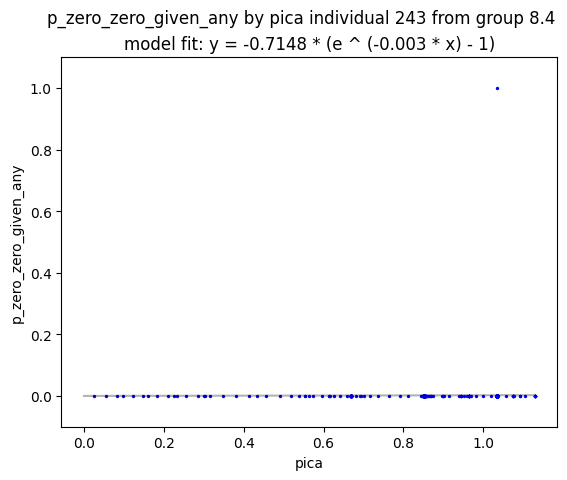 p_zero_zero_given_any by pica individual 243 from group 8.4
model fit: y = -0.7148 * (e ^ (-0.003 * x) - 1)
1.0
0.8
0.6
0.4
0.2
0.0
p_zero_zero_given_any
0.0 0.2 0.4 0.6 0.8 1.0
pica